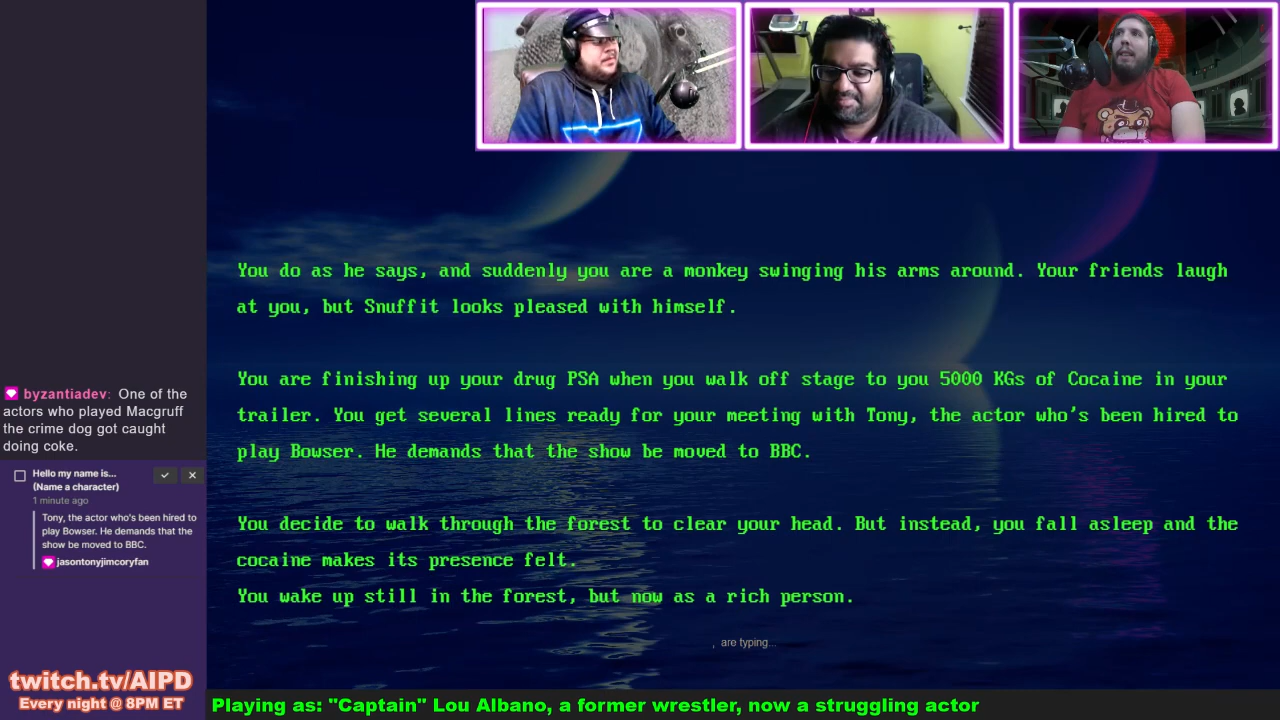 You do as he says, and suddenly you are a monkey swinging his arms around. Your friends laugh
at you, but Snuffit looks pleased with himself.
You are finishing up your drug PSA when you walk off stage to you 5000 KGs of Cocaine in your
trailer. You get several lines ready for your meeting with Tony, the actor who's been hired to
play Bowser. He demands that the show be moved to BBC.
You decide to walk through the forest to clear your head. But instead, you fall asleep and the
cocaine makes its presence felt.
You wake up still in the forest, but now as a rich person.
, are typing...
byzantiadev: One of the
actors who played Macgruff
the crime dog got caught
doing coke.
Hello my name is...
(Name a character)
1 minute ago
Tony, the actor who's been hired to
play Bowser. He demands that the
show be moved to BBC.
jasontonyjimcoryfan
twitch.tv/AIPD
Every night @ 8PM ET
Playing as: "Captain" Lou Albano, a former wrestler, now a struggling actor